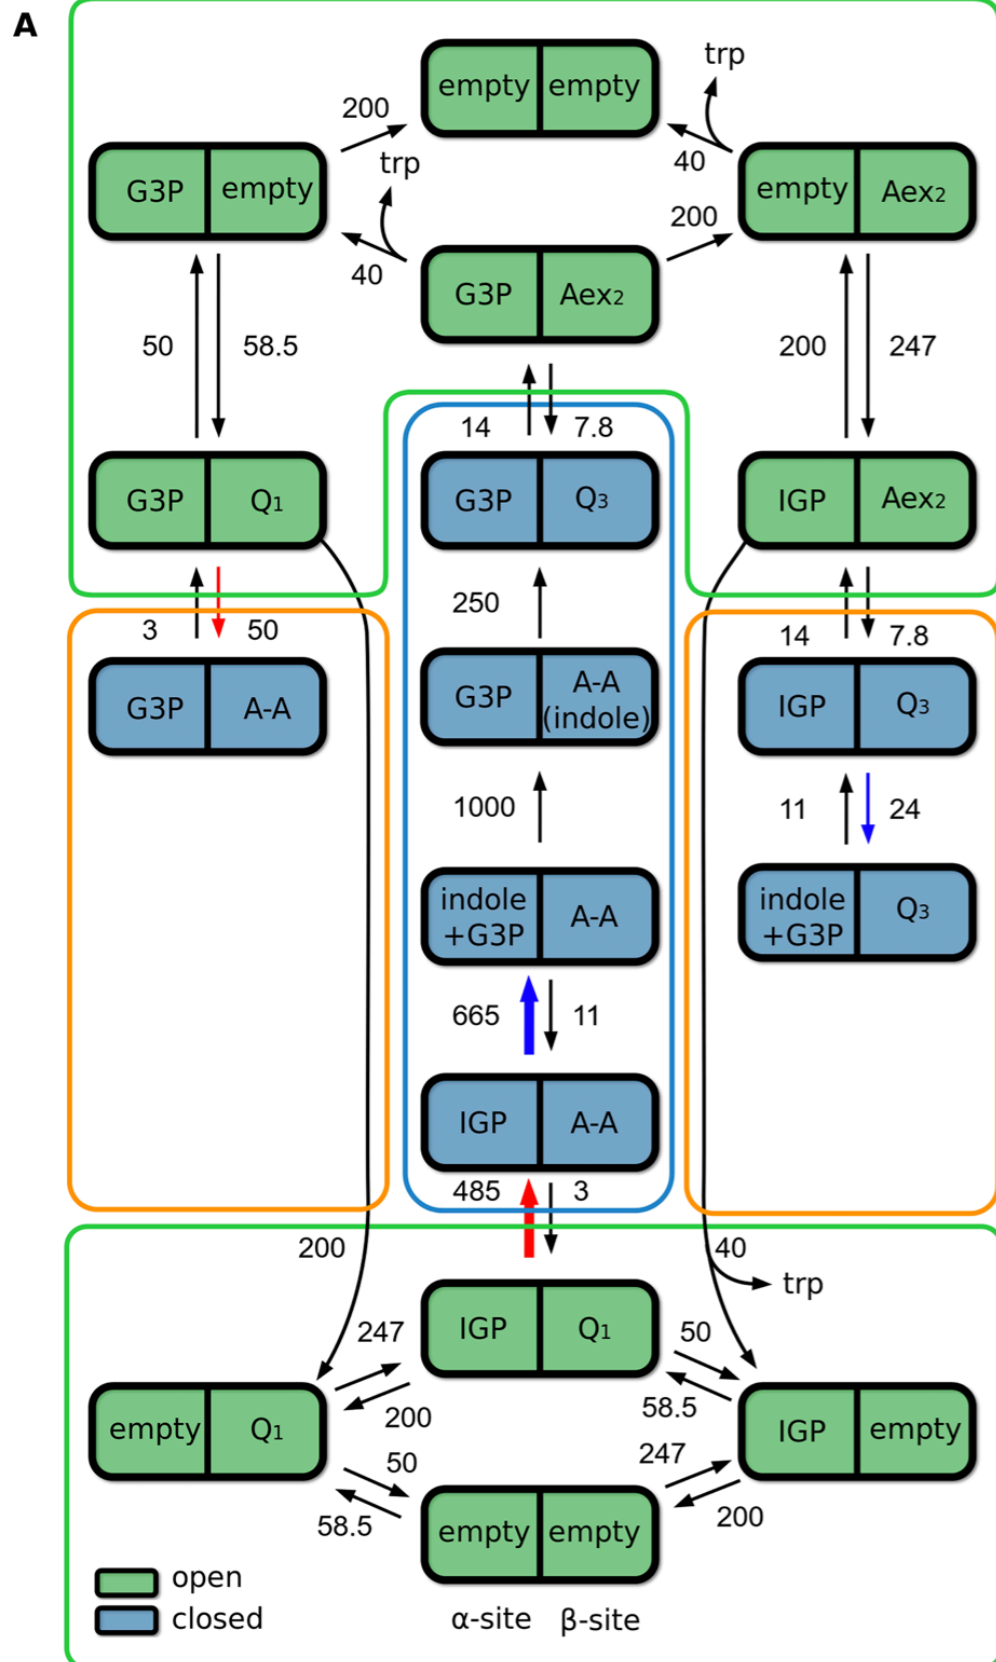 A
empty empty
trp
200
trp
40
G3P empty
empty Aex2
200
40
G3P Aex2
50 58.5
200 247
14 7.8
G3P Q1
G3P Q3
IGP Aex2
250
3 50
14 7.8
G3P A-A
G3P A-A
(indole)
IGP Q3
1000
11 24
indole
+G3P A-A
indole
+G3P Q3
665 11
IGP A-A
485 3
200
40
trp
IGP Q1
247
50
200
58.5
empty Q1
IGP empty
50
247
58.5
200
empty empty
open
closed
α-site β-site